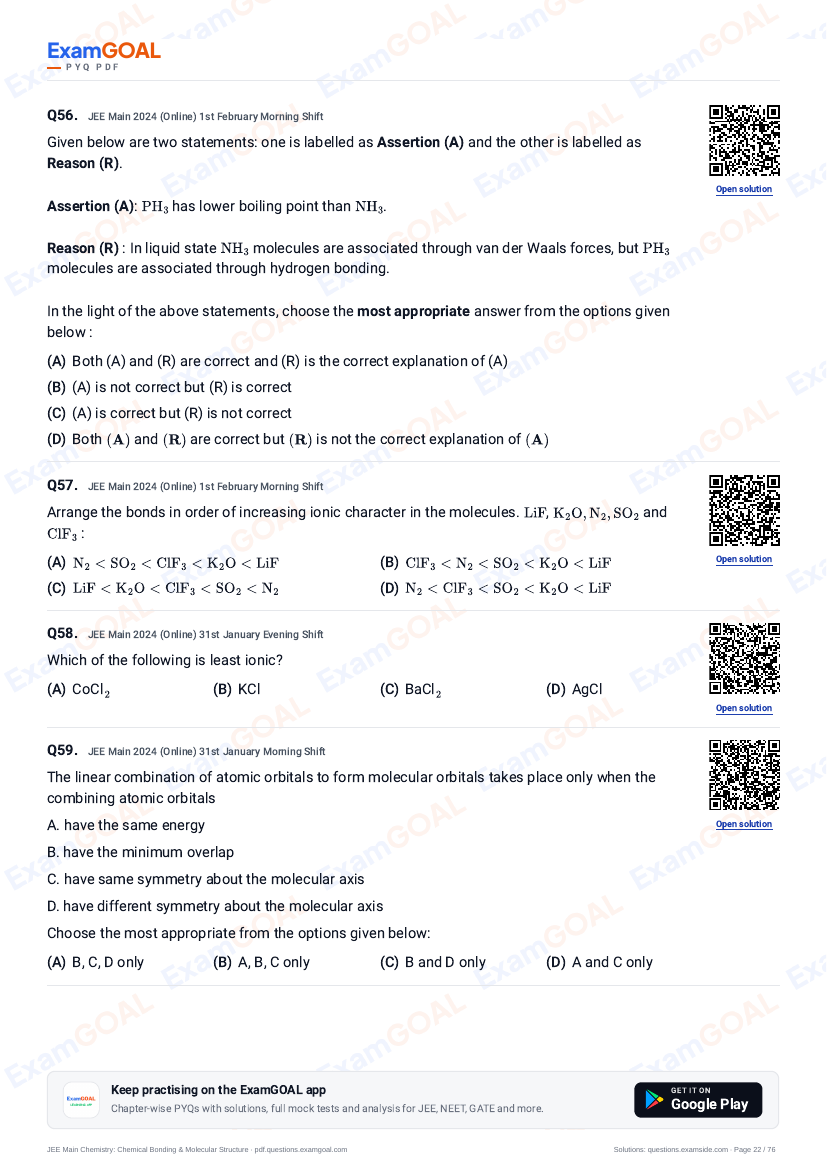 ExamGOAL
PYQ PDF
Q56. JEE Main 2024 (Online) 1st February Morning Shift
Given below are two statements: one is labelled as Assertion (A) and the other is labelled as
Reason (R).
Assertion (A): PH₃ has lower boiling point than NH₃.
Reason (R) : In liquid state NH₃ molecules are associated through van der Waals forces, but PH₃
molecules are associated through hydrogen bonding.
In the light of the above statements, choose the most appropriate answer from the options given
below :
(A) Both (A) and (R) are correct and (R) is the correct explanation of (A)
(B) (A) is not correct but (R) is correct
(C) (A) is correct but (R) is not correct
(D) Both (A) and (R) are correct but (R) is not the correct explanation of (A)
Open solution
Q57. JEE Main 2024 (Online) 1st February Morning Shift
Arrange the bonds in order of increasing ionic character in the molecules. LiF, K₂O, N₂, SO₂ and
ClF₃ :
(A) N₂ < SO₂ < ClF₃ < K₂O < LiF (B) ClF₃ < N₂ < SO₂ < K₂O < LiF
(C) LiF < K₂O < ClF₃ < SO₂ < N₂ (D) N₂ < ClF₃ < SO₂ < K₂O < LiF
Open solution
Q58. JEE Main 2024 (Online) 31st January Evening Shift
Which of the following is least ionic?
(A) CoCl₂ (B) KCl (C) BaCl₂ (D) AgCl
Open solution
Q59. JEE Main 2024 (Online) 31st January Morning Shift
The linear combination of atomic orbitals to form molecular orbitals takes place only when the
combining atomic orbitals
A. have the same energy
B. have the minimum overlap
C. have same symmetry about the molecular axis
D. have different symmetry about the molecular axis
Choose the most appropriate from the options given below:
(A) B, C, D only (B) A, B, C only (C) B and D only (D) A and C only
Open solution
Keep practising on the ExamGOAL app
Chapter-wise PYQs with solutions, full mock tests and analysis for JEE, NEET, GATE and more.
GET IT ON
Google Play
JEE Main Chemistry: Chemical Bonding & Molecular Structure · pdf.questions.examgoal.com
Solutions: questions.examside.com · Page 22 / 76